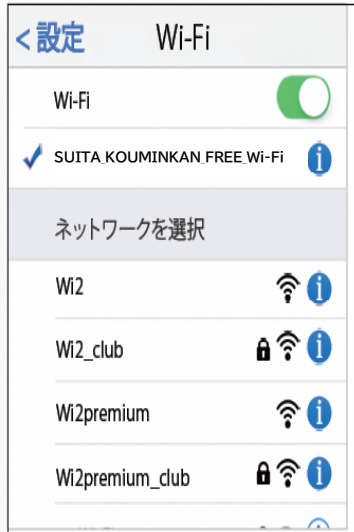 <設定 Wi-Fi
Wi-Fi
SUITA_KOUMINKAN_FREE_Wi-Fi
ネットワークを選択
Wi2
Wi2_club
Wi2premium
Wi2premium_club